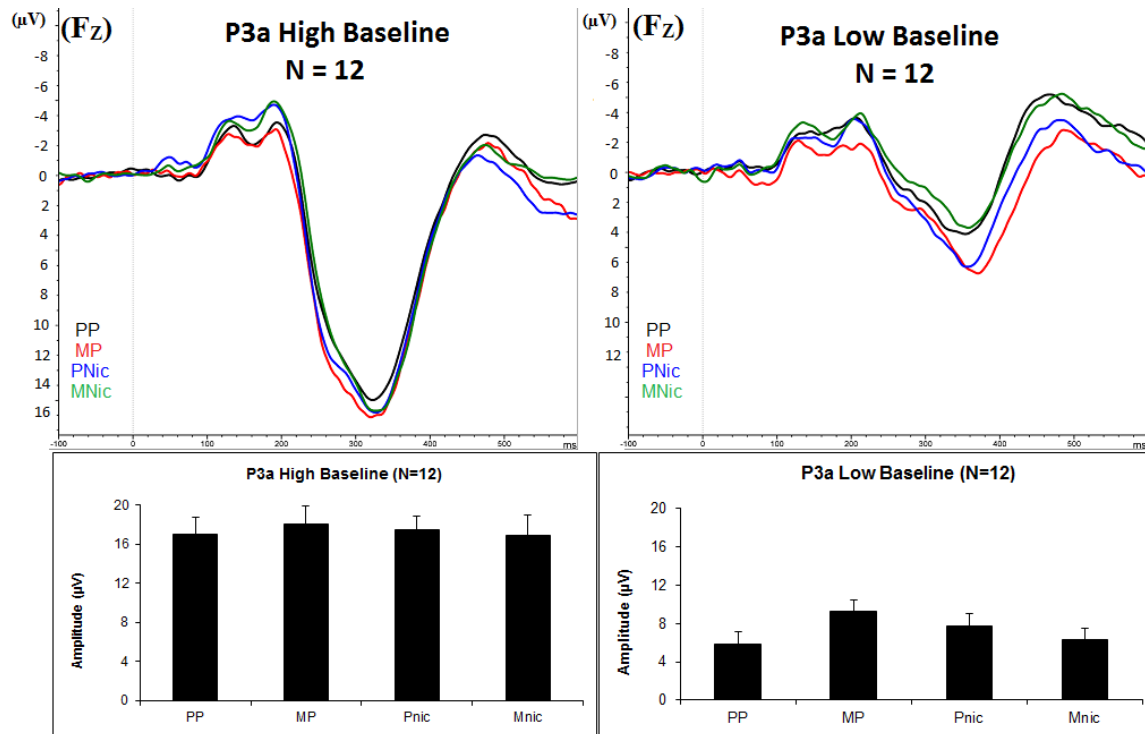 (µV)
(FZ)
P3a High Baseline
N = 12
-8
-6
-4
-2
0
2
4
6
8
10
12
14
16
PP
MP
PNic
MNic
-100
0
100
200
300
400
500
ms
(µV)
(FZ)
P3a Low Baseline
N = 12
-8
-6
-4
-2
0
2
4
6
8
10
12
PP
MP
PNic
MNic
-100
0
100
200
300
400
500
ms
P3a High Baseline (N=12)
Amplitude (µV)
20
16
12
8
4
0
PP MP Pnic Mnic
P3a Low Baseline (N=12)
Amplitude (µV)
20
16
12
8
4
0
PP MP Pnic Mnic